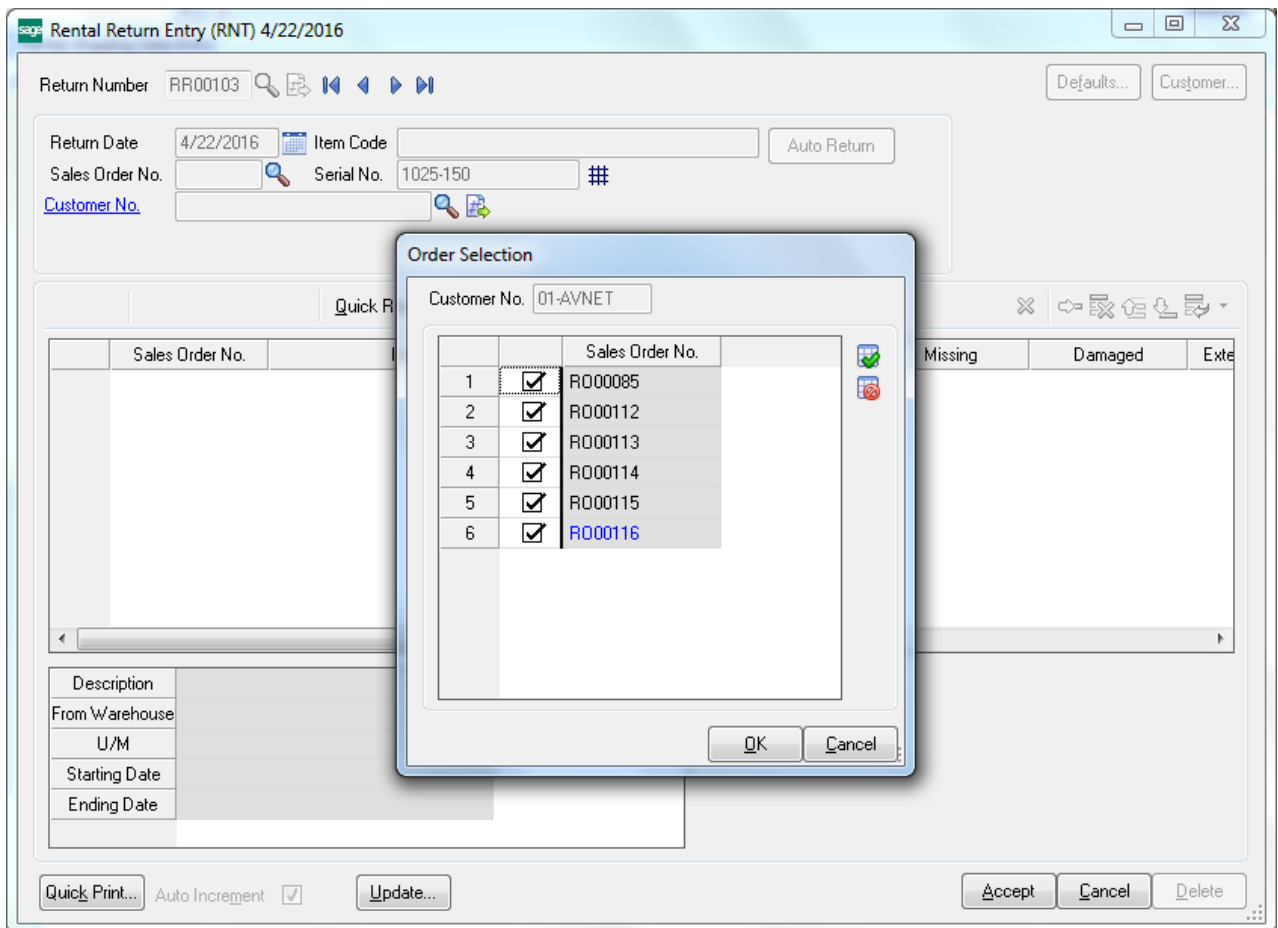 sage Rental Return Entry (RNT) 4/22/2016
Return Number RR00103 Defaults... Customer...
Return Date 4/22/2016 Item Code Auto Return
Sales Order No. Serial No. 1025-150
Customer No.
Order Selection
Customer No. 01-AVNET
Quick R
Sales Order No. Missing Damaged Exte
Sales Order No.
1 RO00085
2 RO00112
3 RO00113
4 RO00114
5 RO00115
6 RO00116
OK Cancel
Description
From Warehouse
U/M
Starting Date
Ending Date
Quick Print... Auto Increment Update... Accept Cancel Delete